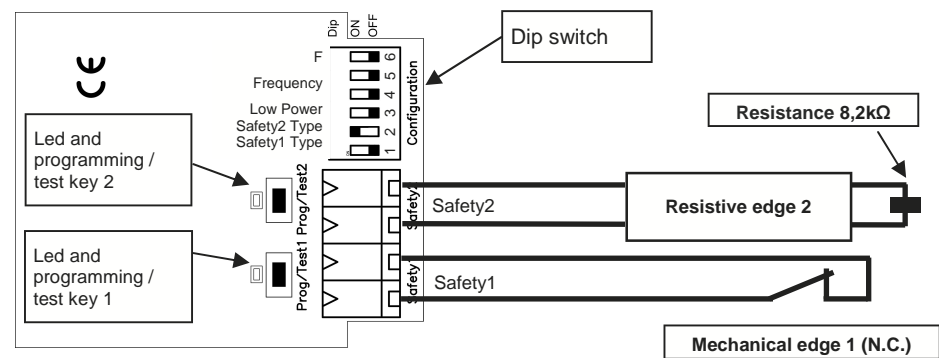 Dip
ON
OFF
Dip switch
F
6
Frequency
5
4
Low Power
3
Safety2 Type
2
Safety1 Type
1
Configuration
CE
Resistance 8,2kΩ
Led and
programming /
test key 2
Prog/Test2
Safety2
Safety2
Resistive edge 2
Led and
programming /
test key 1
Prog/Test1
Safety1
Mechanical edge 1 (N.C.)